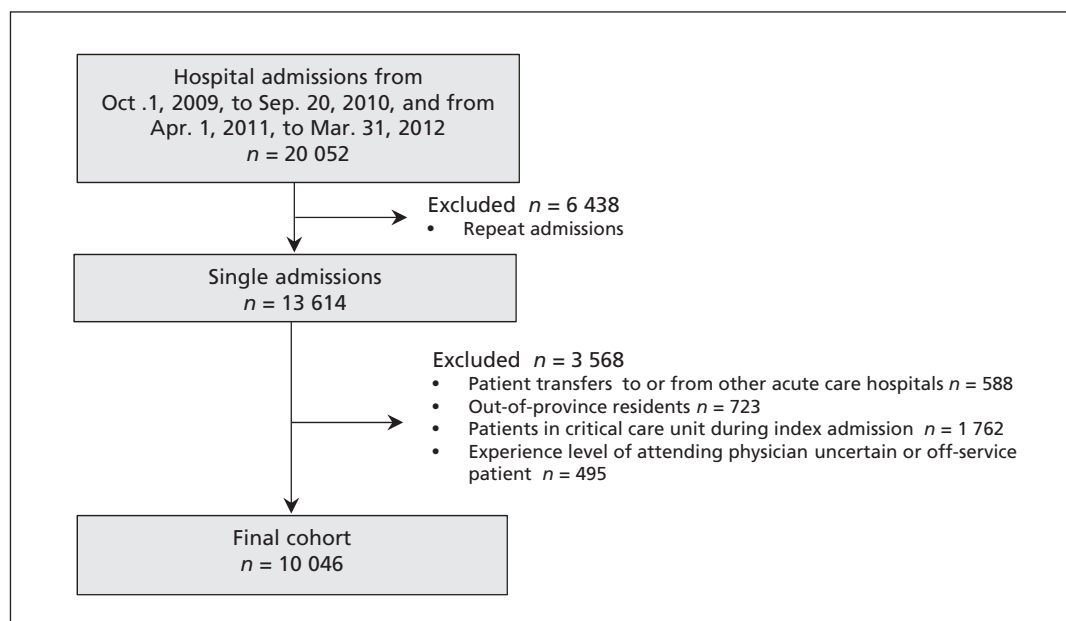 Hospital admissions from
Oct .1, 2009, to Sep. 20, 2010, and from
Apr. 1, 2011, to Mar. 31, 2012
n = 20 052
Excluded n = 6 438
• Repeat admissions
Single admissions
n = 13 614
Excluded n = 3 568
• Patient transfers to or from other acute care hospitals n = 588
• Out-of-province residents n = 723
• Patients in critical care unit during index admission n = 1 762
• Experience level of attending physician uncertain or off-service
patient n = 495
Final cohort
n = 10 046